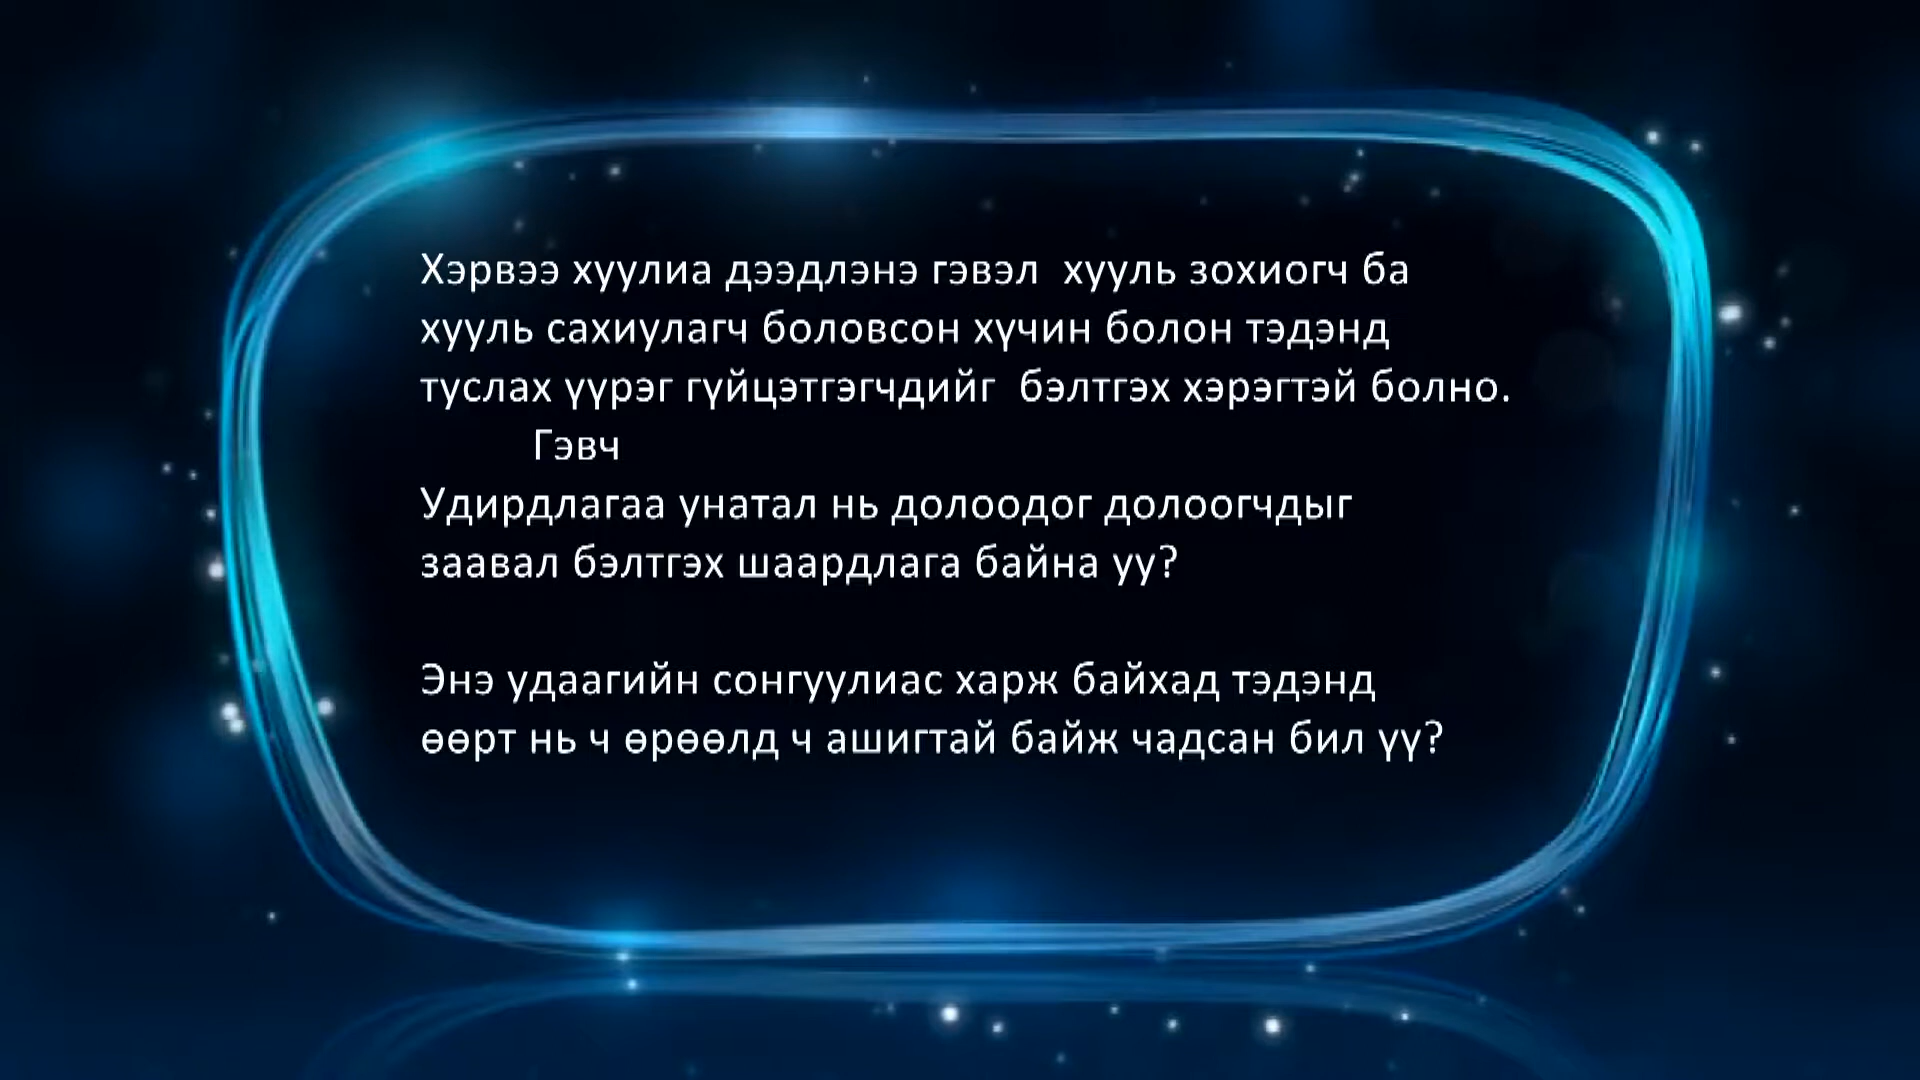 Хэрвээ хуулиа дээдлэнэ гэвэл хууль зохиогч ба
хууль сахиулагч боловсон хүчин болон тэдэнд
туслах үүрэг гүйцэтгэгчдийг бэлтгэх хэрэгтэй болно.
Гэвч
Удирдлагаа унатал нь долоодог долоогчдыг
заавал бэлтгэх шаардлага байна уу?
Энэ удаагийн сонгуулиас харж байхад тэдэнд
өөрт нь ч өрөөлд ч ашигтай байж чадсан бил үү?